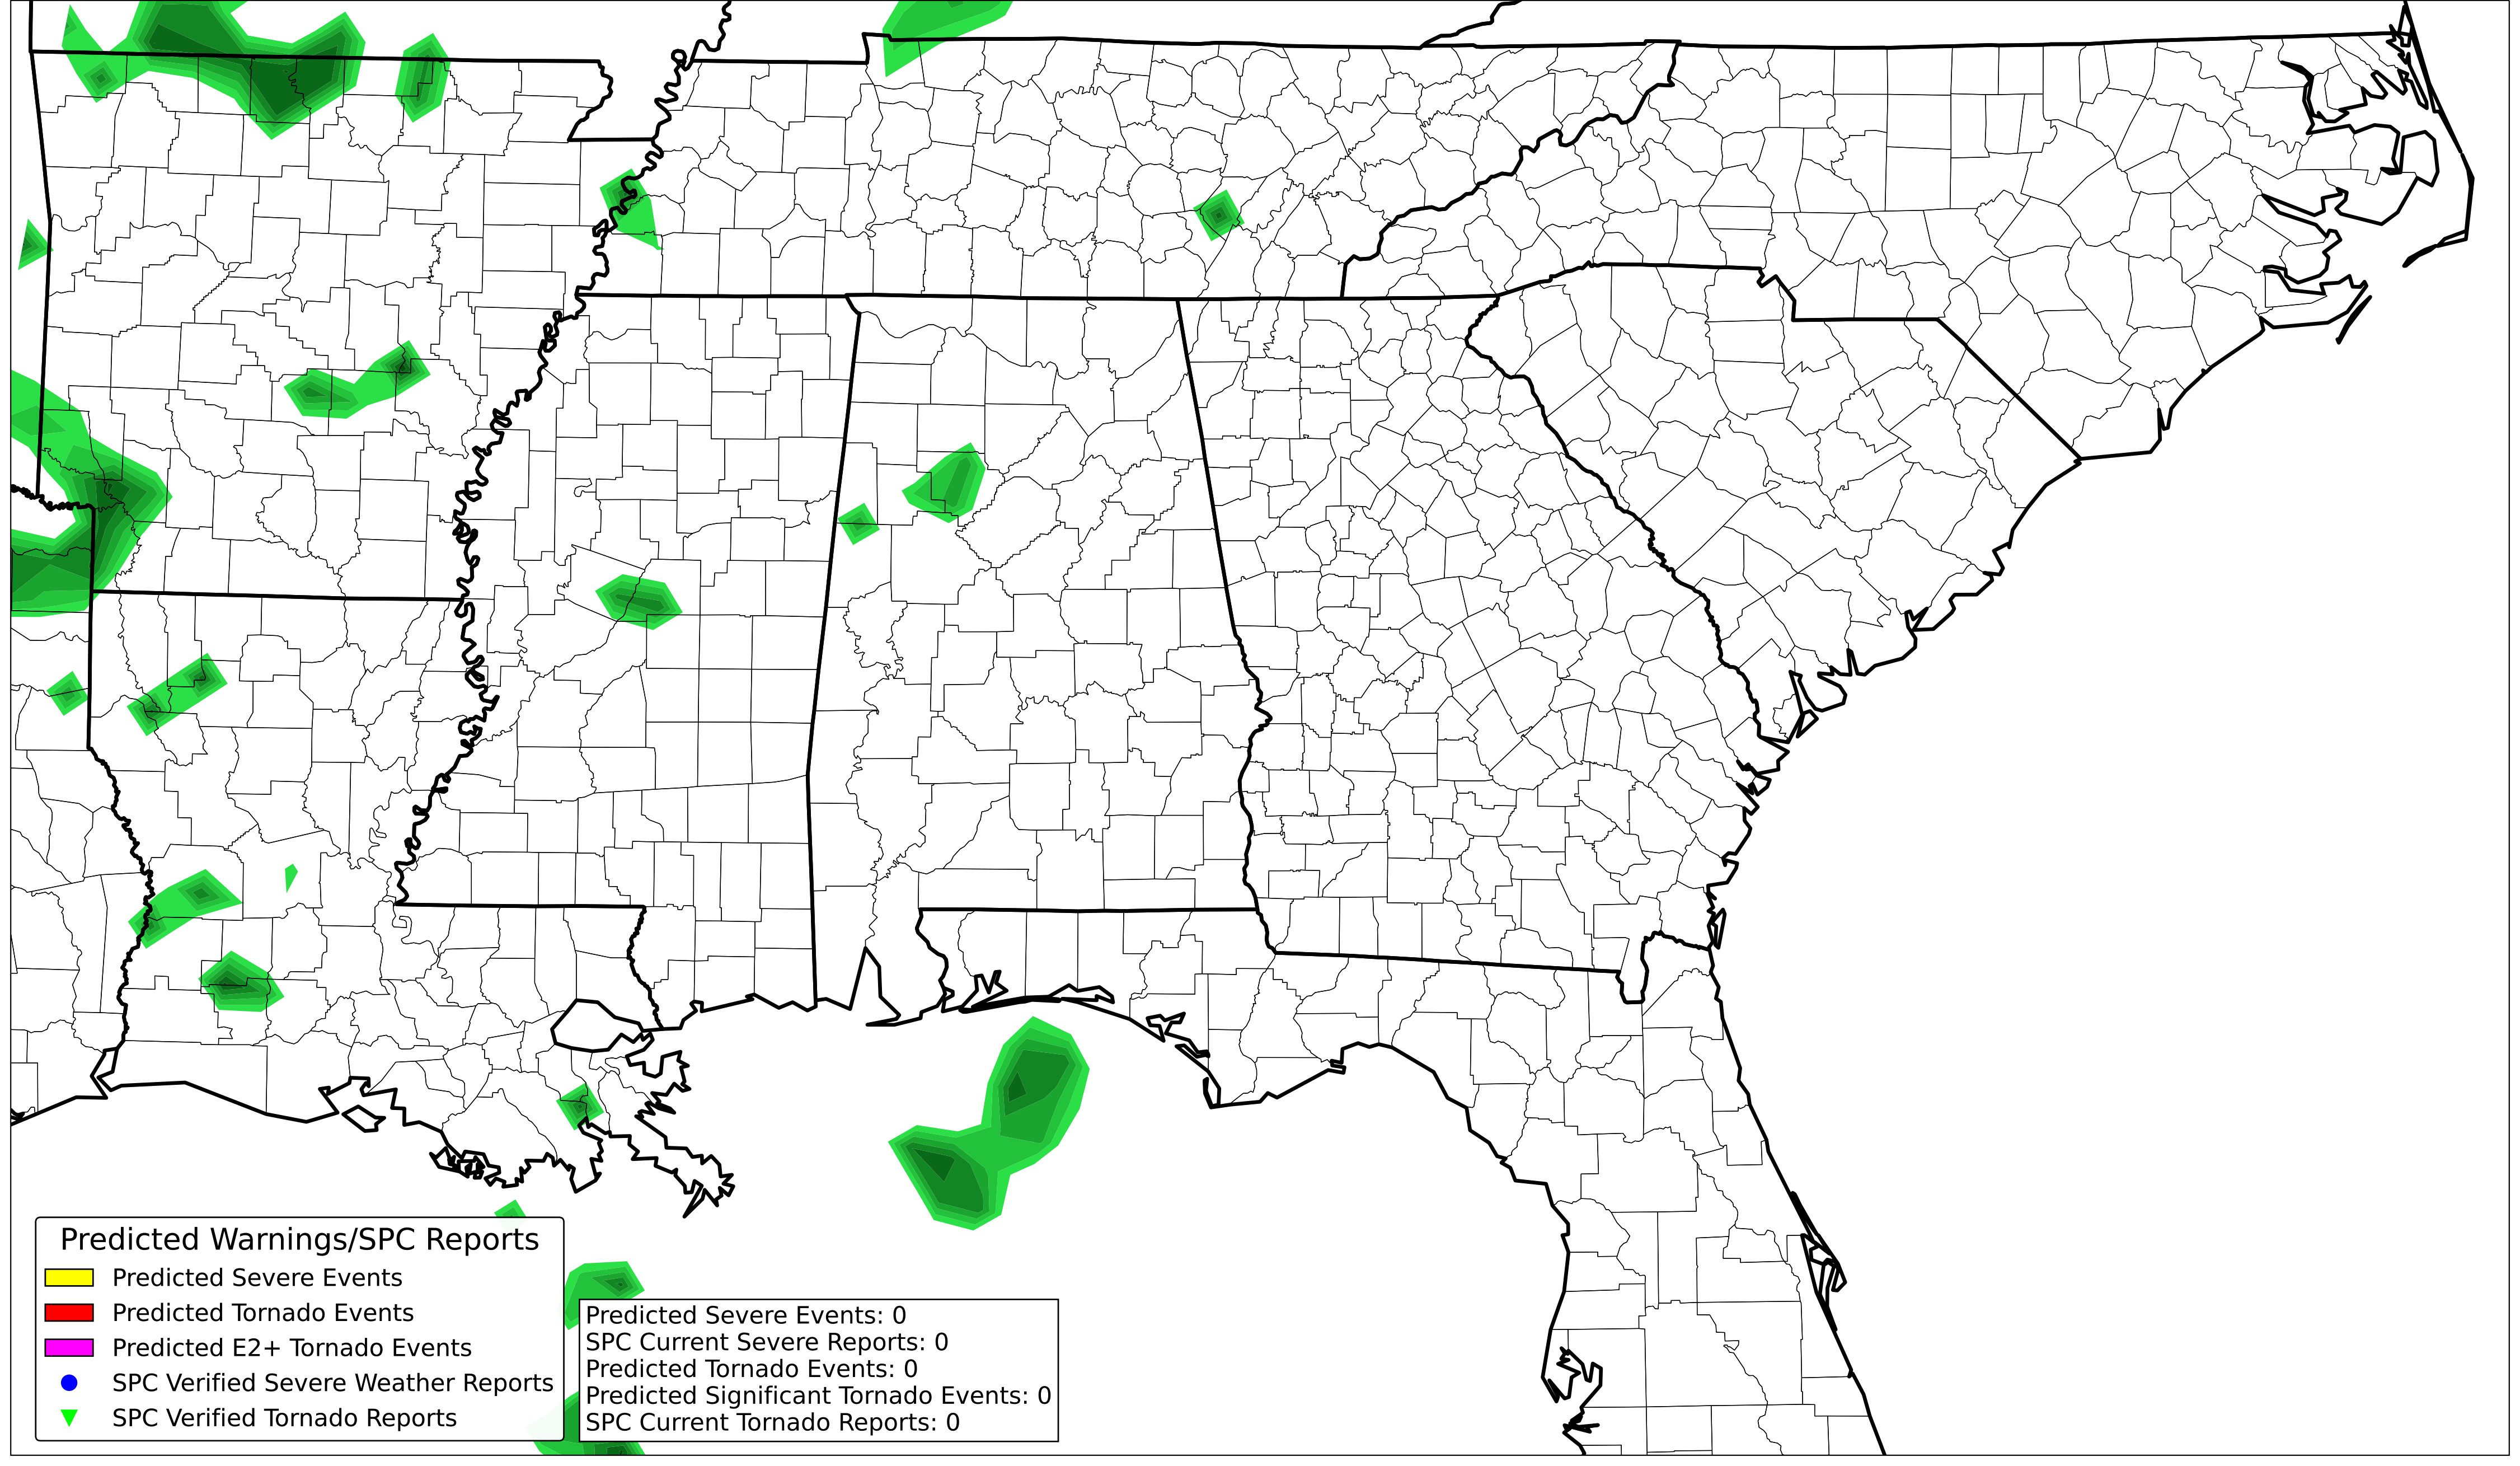 Predicted Warnings/SPC Reports
Predicted Severe Events
Predicted Tornado Events
Predicted E2+ Tornado Events
SPC Verified Severe Weather Reports
SPC Verified Tornado Reports
Predicted Severe Events: 0
SPC Current Severe Reports: 0
Predicted Tornado Events: 0
Predicted Significant Tornado Events: 0
SPC Current Tornado Reports: 0